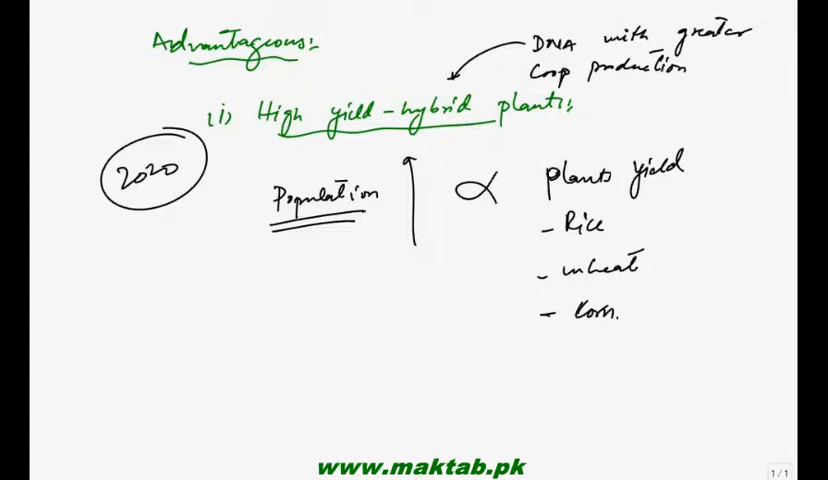 Advantageous:
DNA with greater
Crop production
(i) High yield-hybrid plants:
2020
Population ↑ ∝ Plants yield
- Rice
- wheat
- Corn.
www.maktab.pk
1/1